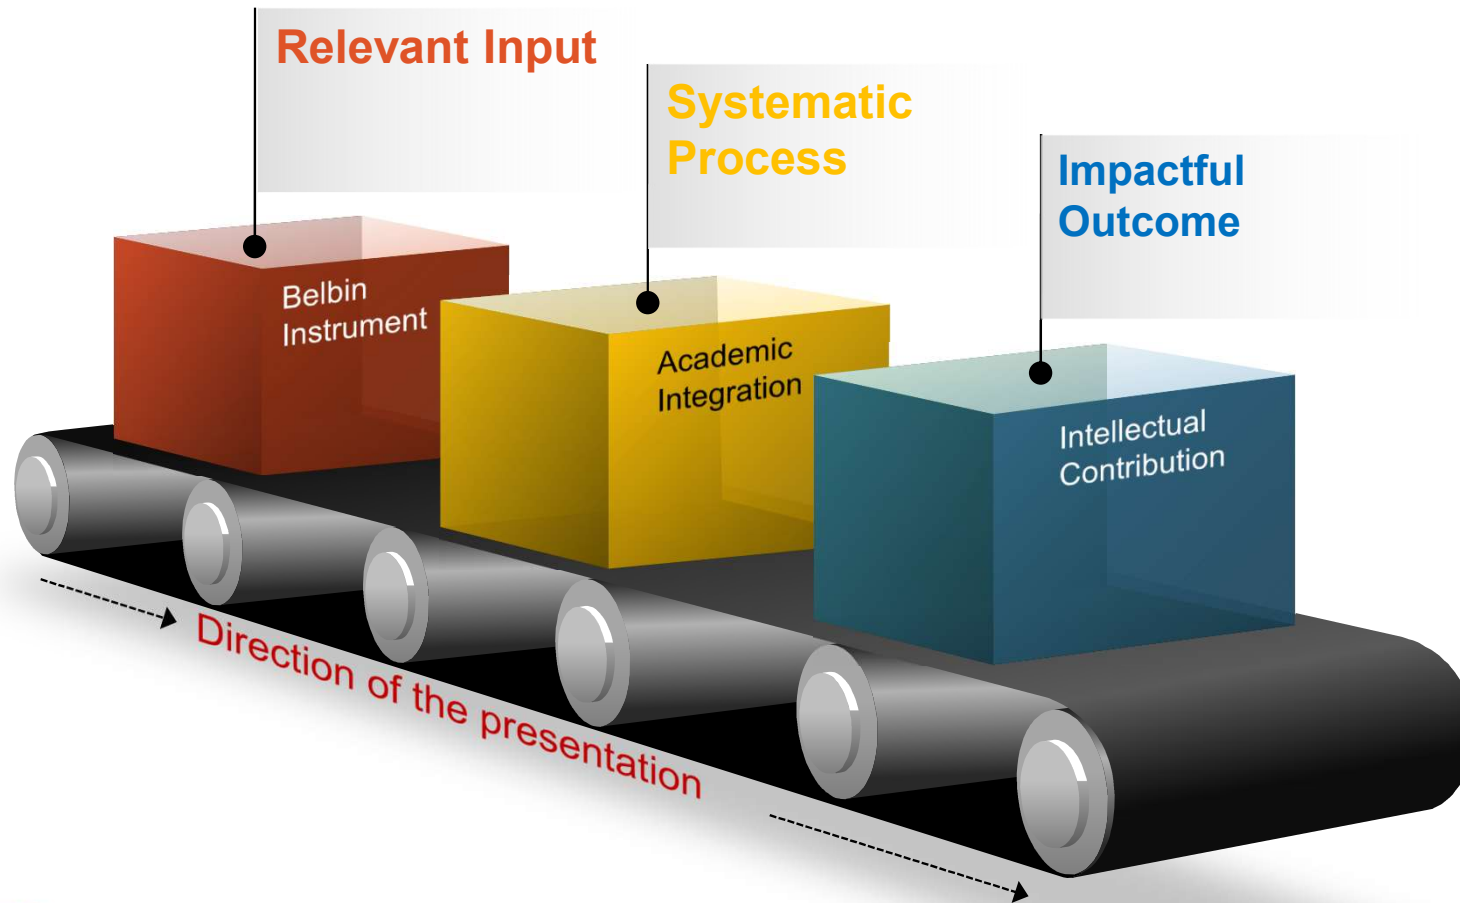 Relevant Input
Systematic
Process
Impactful
Outcome
Belbin
Instrument
Academic
Integration
Intellectual
Contribution
Direction of the presentation